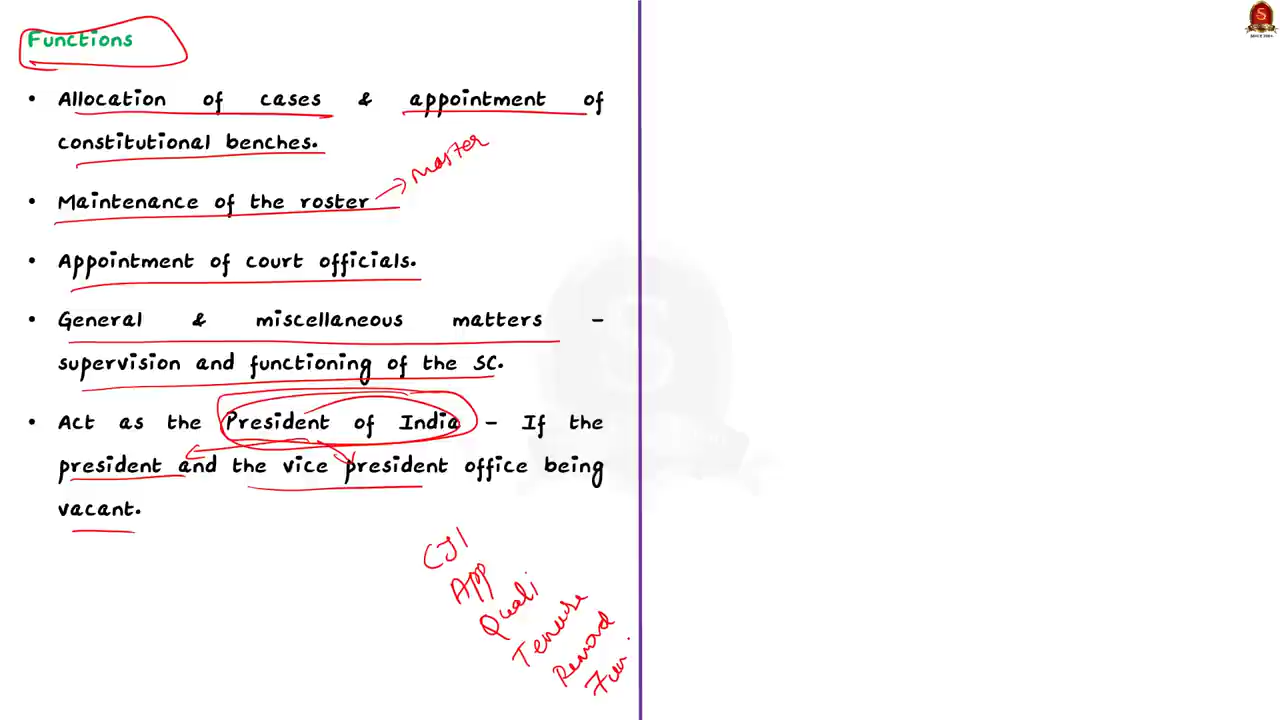 Functions
• Allocation of cases & appointment of
constitutional benches.
master
• Maintenance of the roster
• Appointment of court officials.
• General & miscellaneous matters -
supervision and functioning of the SC.
• Act as the President of India - If the
president and the vice president office being
vacant.
CJI
App
Quali
Tenure
Removal
Fun.
S
SINCE 2004